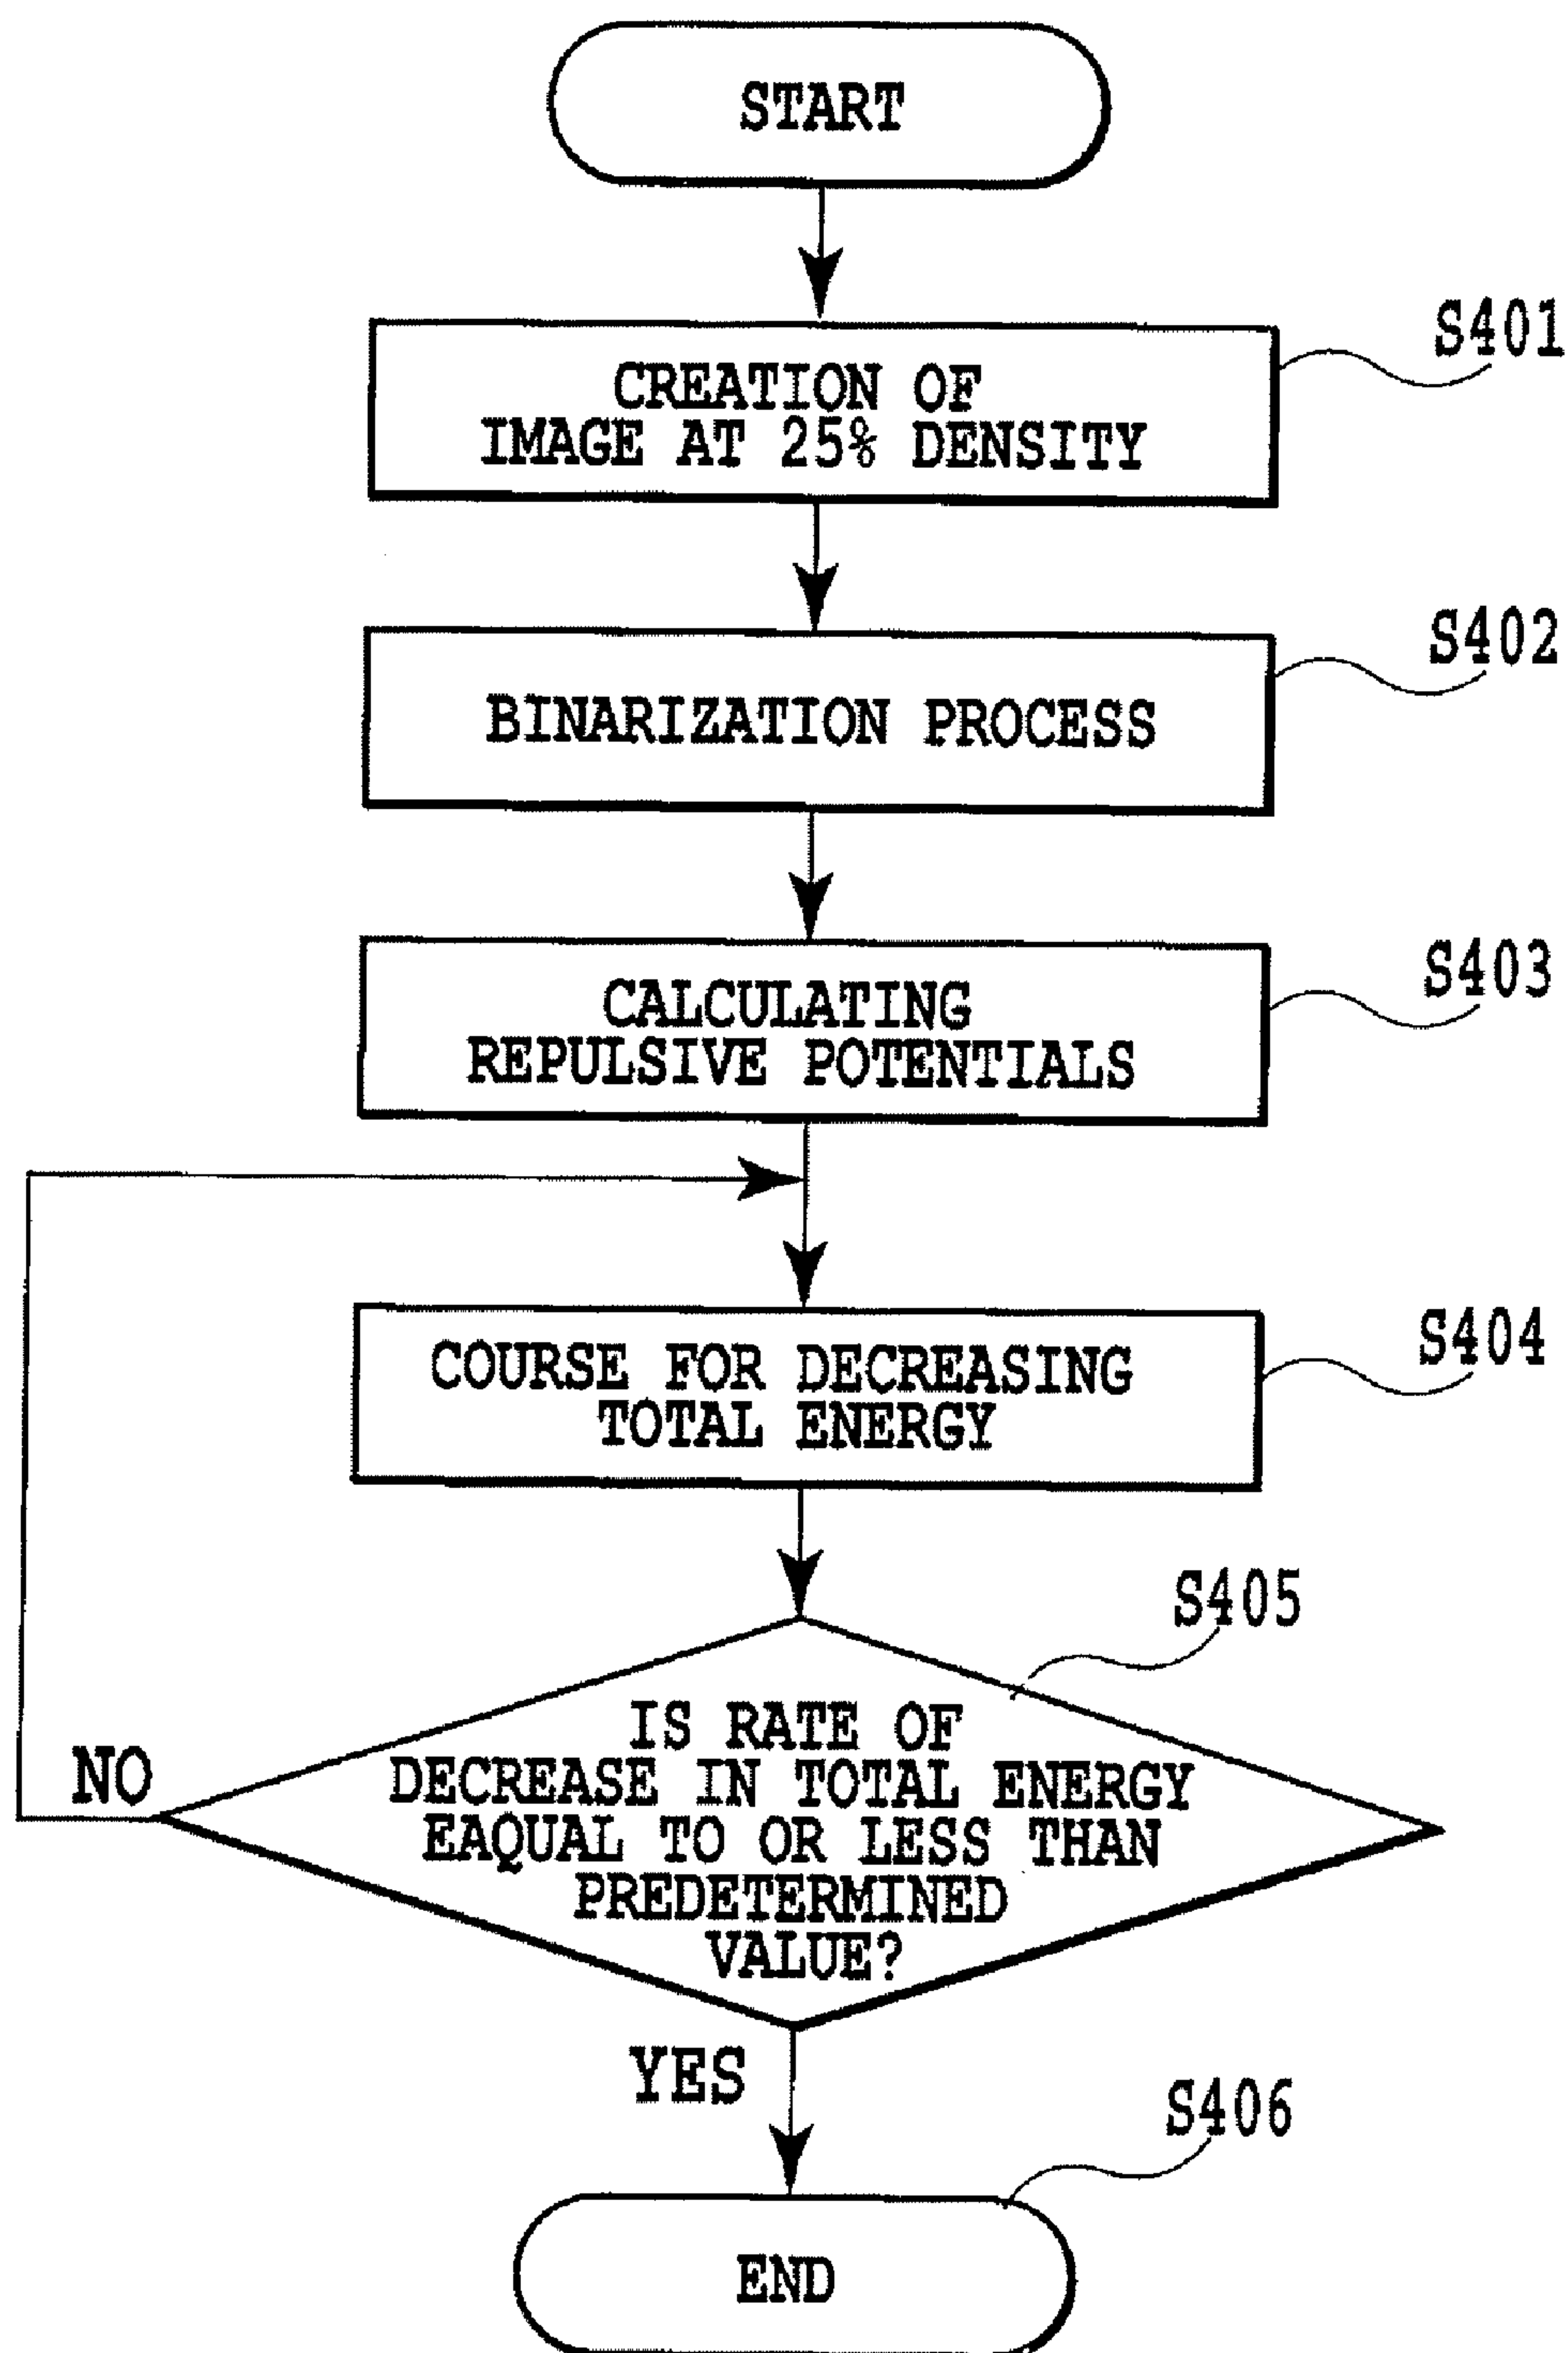 START
S401
CREATION OF
IMAGE AT 25% DENSITY
S402
BINARIZATION PROCESS
S403
CALCULATING
REPULSIVE POTENTIALS
S404
COURSE FOR DECREASING
TOTAL ENERGY
S405
IS RATE OF
DECREASE IN TOTAL ENERGY
EAQUAL TO OR LESS THAN
PREDETERMINED
VALUE?
NO
YES
S406
END